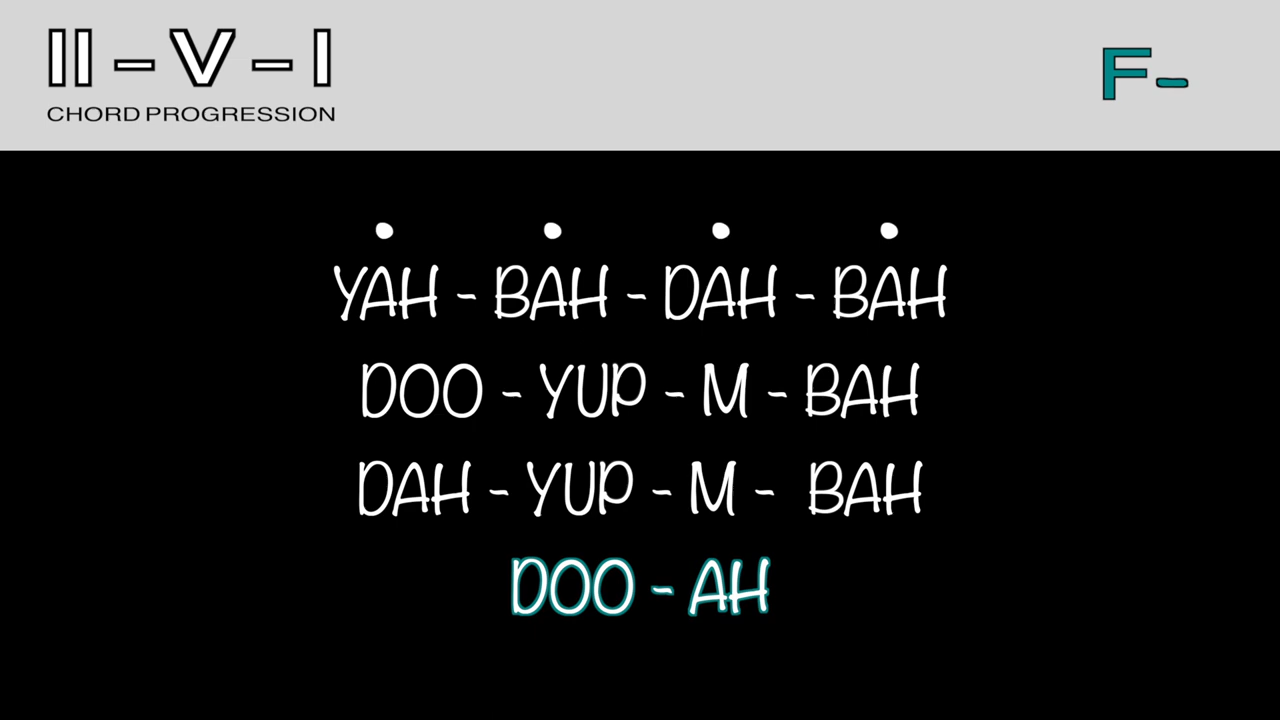 II – V – I
CHORD PROGRESSION
F-
YAH - BAH - DAH - BAH
DOO - YUP - M - BAH
DAH - YUP - M - BAH
DOO - AH